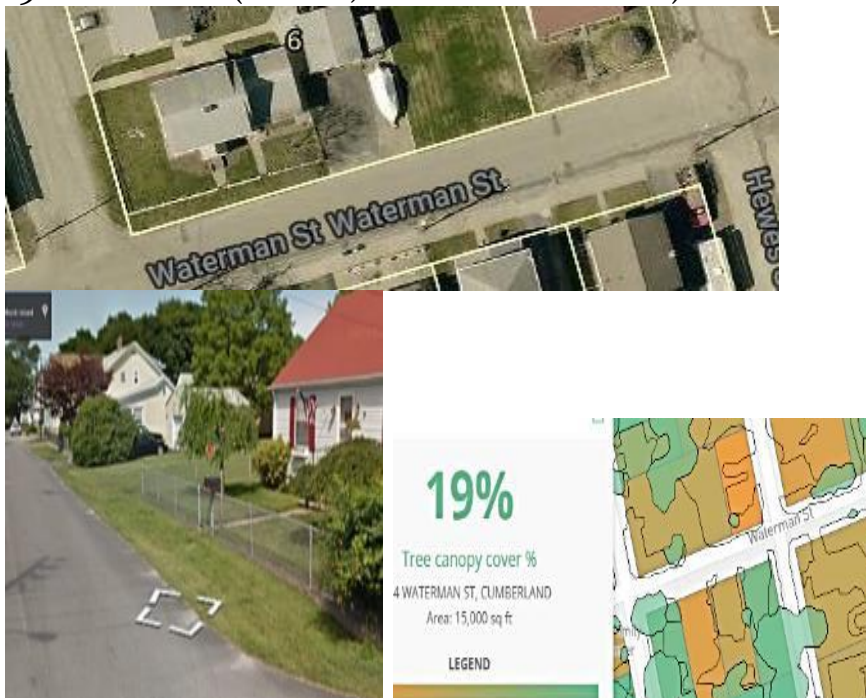 6
Waterman St Waterman St
Hewes S
19%
Tree canopy cover %
4 WATERMAN ST, CUMBERLAND
Area: 15,000 sq ft
LEGEND
Waterman St